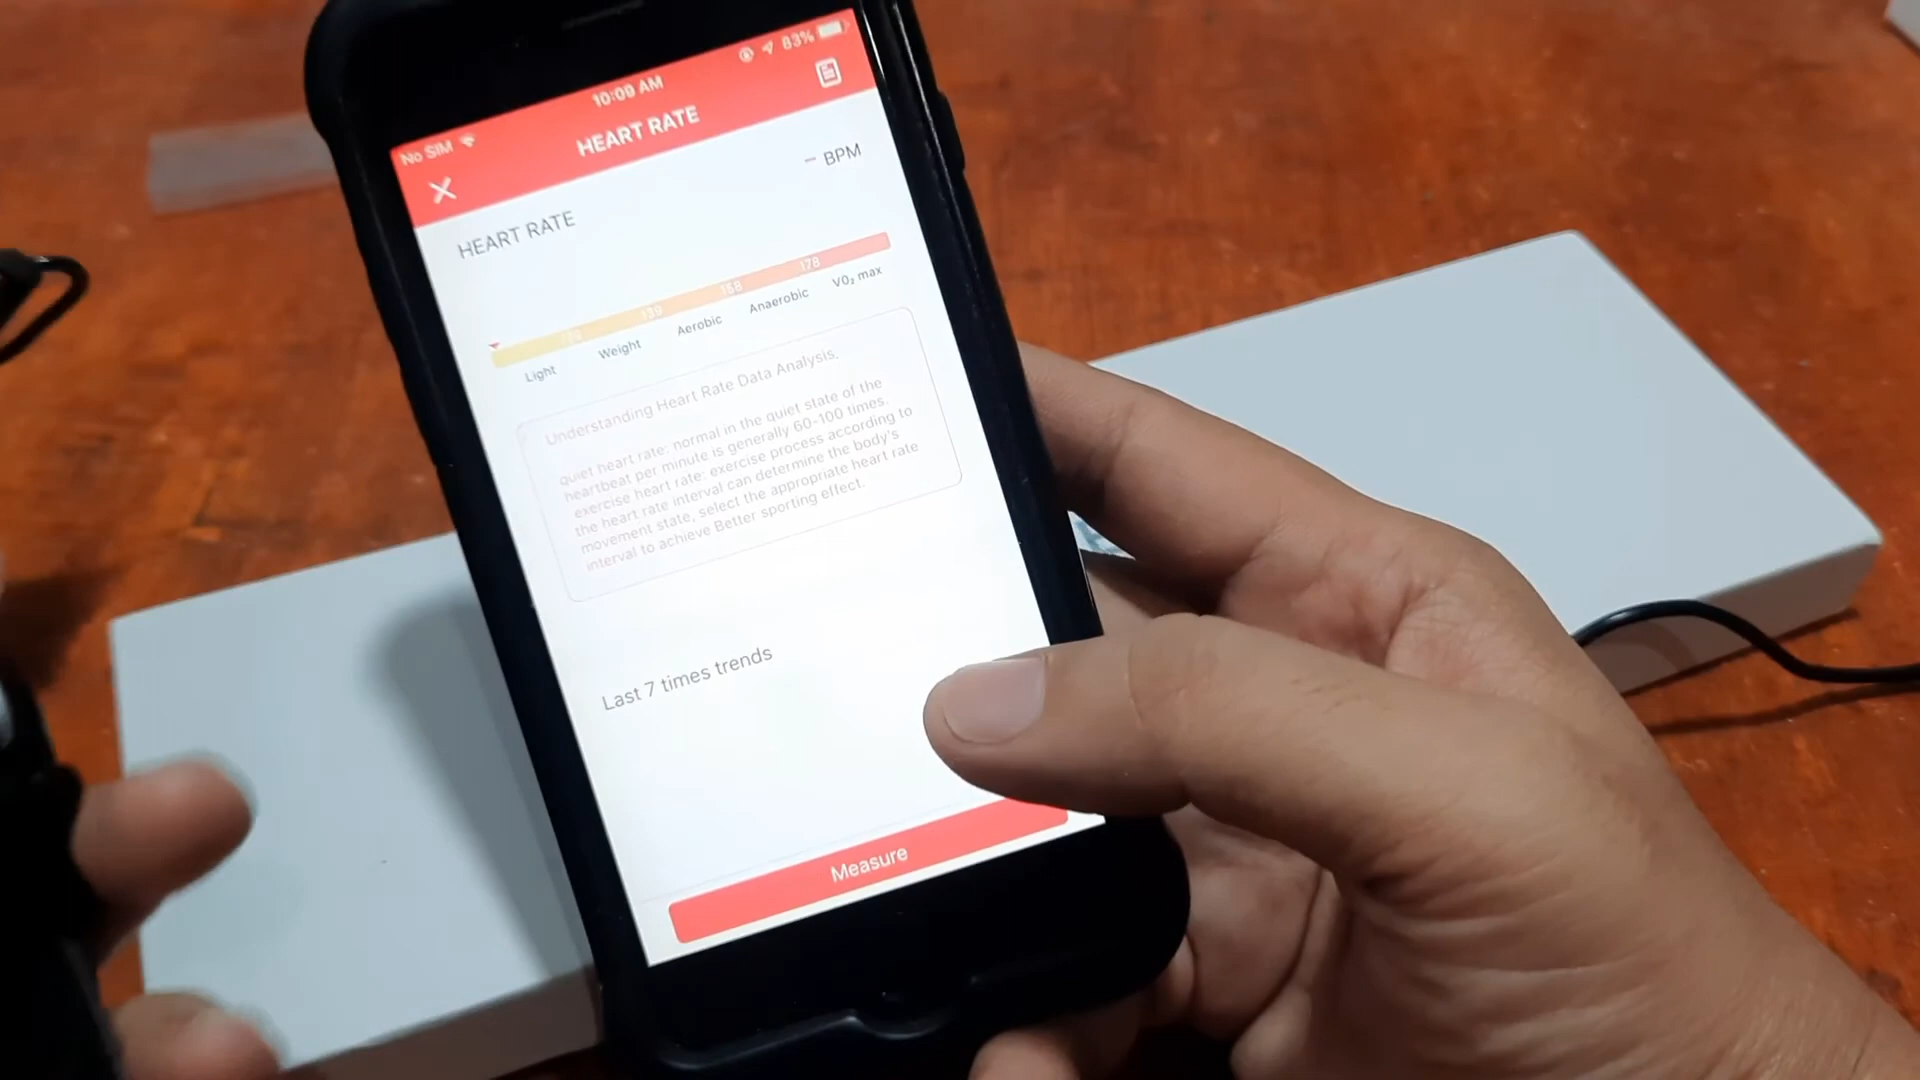 No SIM
10:09 AM
83%
HEART RATE
HEART RATE
-- BPM
139
158
178
Light
Weight
Aerobic
Anaerobic
V0₂ max
Understanding Heart Rate Data Analysis.
quiet heart rate: normal in the quiet state of the
heartbeat per minute is generally 60-100 times.
exercise heart rate: exercise process according to
the heart rate interval can determine the body's
movement state, select the appropriate heart rate
interval to achieve Better sporting effect.
Last 7 times trends
Measure